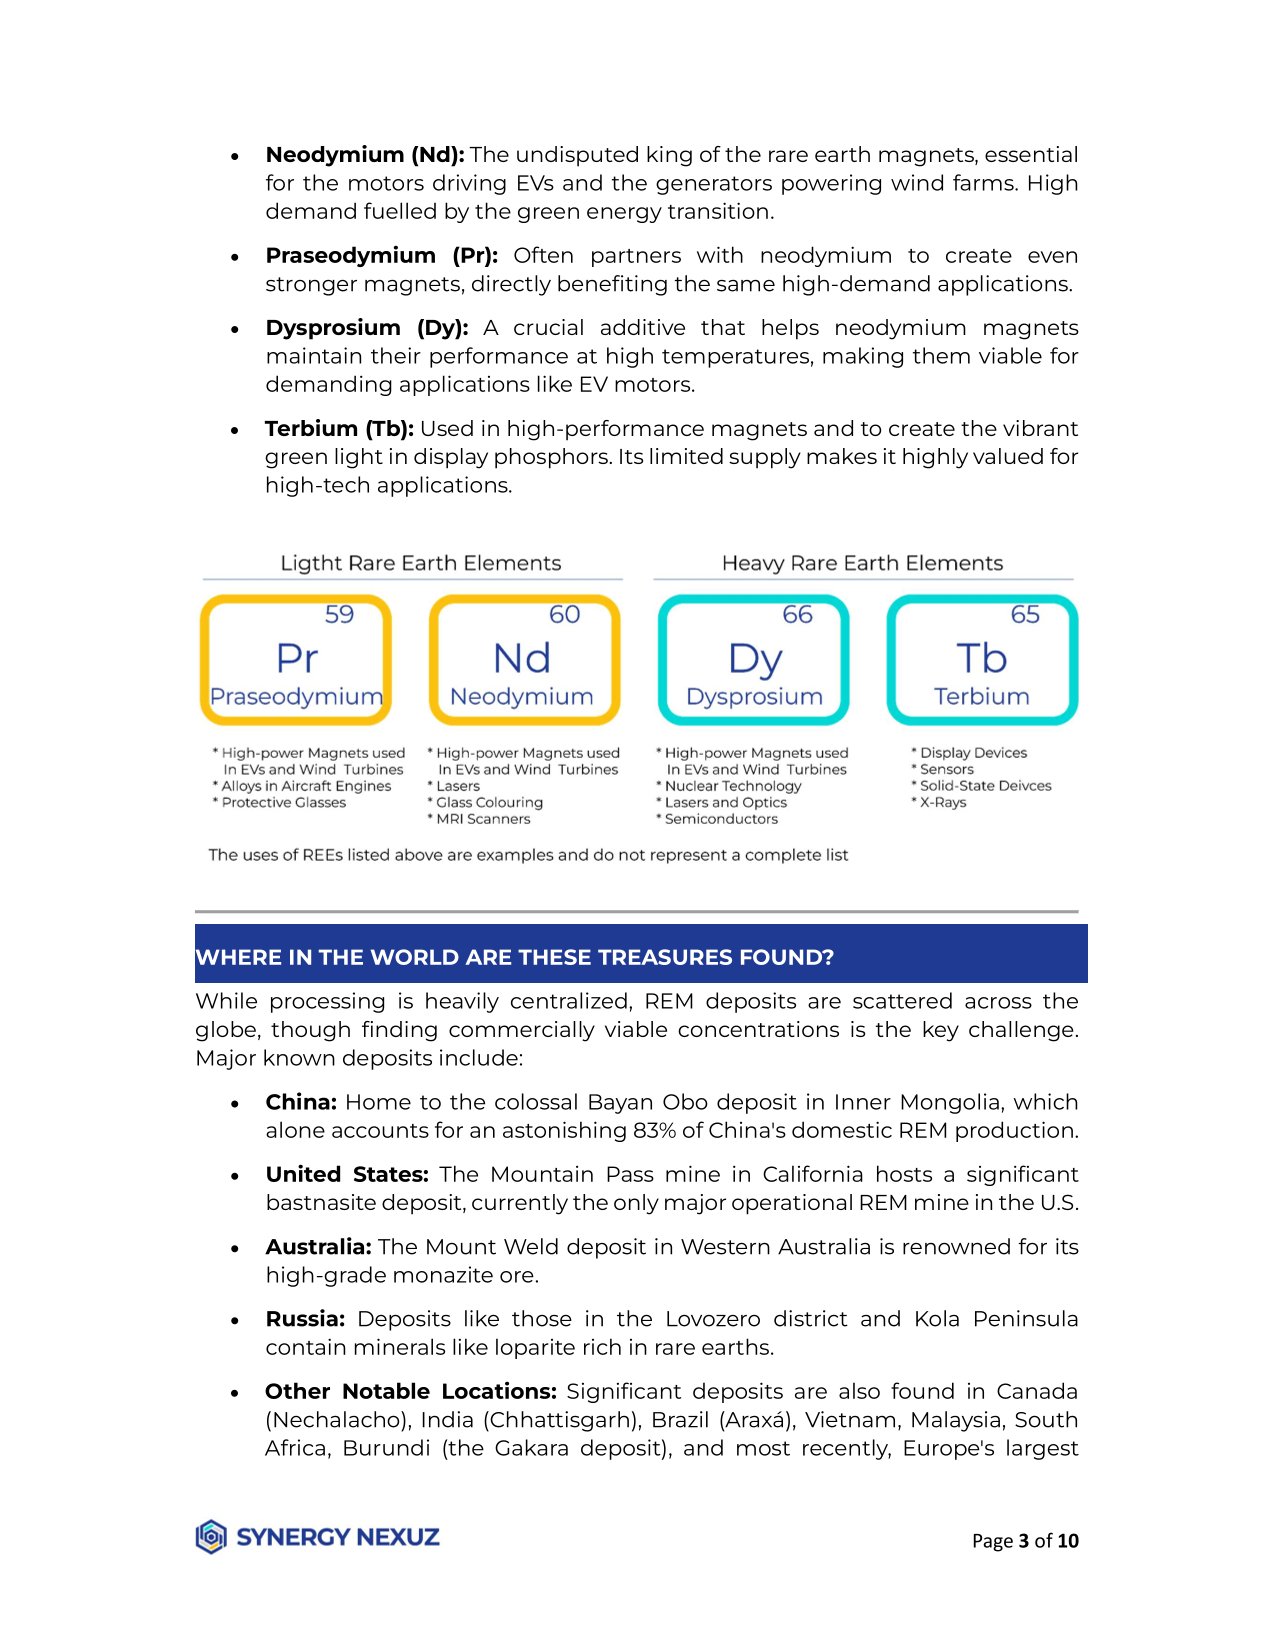 • Neodymium (Nd): The undisputed king of the rare earth magnets, essential
for the motors driving EVs and the generators powering wind farms. High
demand fuelled by the green energy transition.
• Praseodymium (Pr): Often partners with neodymium to create even
stronger magnets, directly benefiting the same high-demand applications.
• Dysprosium (Dy): A crucial additive that helps neodymium magnets
maintain their performance at high temperatures, making them viable for
demanding applications like EV motors.
• Terbium (Tb): Used in high-performance magnets and to create the vibrant
green light in display phosphors. Its limited supply makes it highly valued for
high-tech applications.
Ligtht Rare Earth Elements
59
Pr
Praseodymium
* High-power Magnets used
In EVs and Wind Turbines
* Alloys in Aircraft Engines
* Protective Glasses
60
Nd
Neodymium
* High-power Magnets used
In EVs and Wind Turbines
* Lasers
* Glass Colouring
* MRI Scanners
Heavy Rare Earth Elements
66
Dy
Dysprosium
* High-power Magnets used
In EVs and Wind Turbines
* Nuclear Technology
* Lasers and Optics
* Semiconductors
65
Tb
Terbium
* Display Devices
* Sensors
* Solid-State Deivces
* X-Rays
The uses of REEs listed above are examples and do not represent a complete list
WHERE IN THE WORLD ARE THESE TREASURES FOUND?
While processing is heavily centralized, REM deposits are scattered across the
globe, though finding commercially viable concentrations is the key challenge.
Major known deposits include:
• China: Home to the colossal Bayan Obo deposit in Inner Mongolia, which
alone accounts for an astonishing 83% of China's domestic REM production.
• United States: The Mountain Pass mine in California hosts a significant
bastnasite deposit, currently the only major operational REM mine in the U.S.
• Australia: The Mount Weld deposit in Western Australia is renowned for its
high-grade monazite ore.
• Russia: Deposits like those in the Lovozero district and Kola Peninsula
contain minerals like loparite rich in rare earths.
• Other Notable Locations: Significant deposits are also found in Canada
(Nechalacho), India (Chhattisgarh), Brazil (Araxá), Vietnam, Malaysia, South
Africa, Burundi (the Gakara deposit), and most recently, Europe's largest
SYNERGY NEXUZ
Page 3 of 10